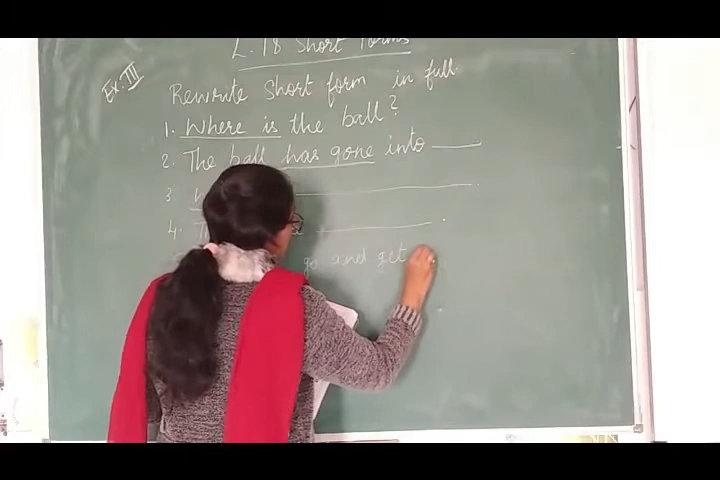 L. 18 Short Forms
Ex. III
Rewrite Short form in full.
1. Where is the ball?
2. The ball has gone into ———
3. ———
4. ———.
go and get